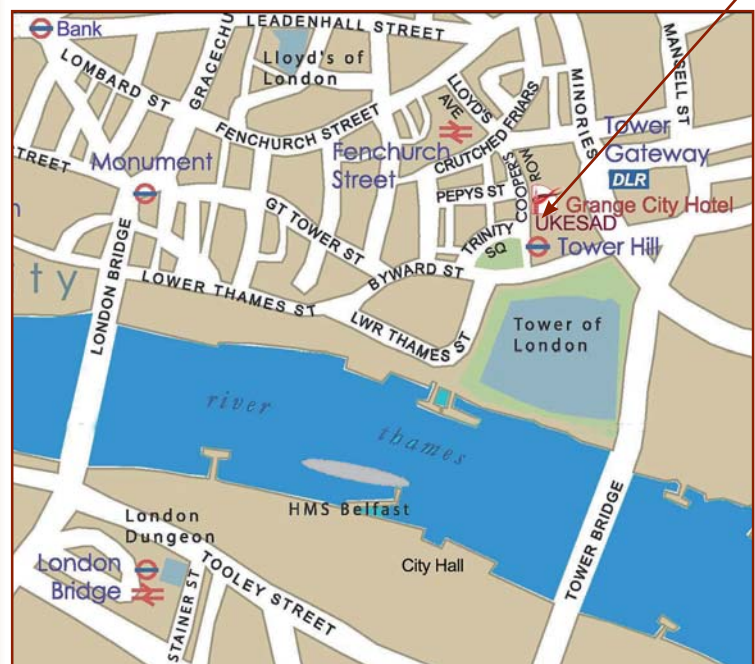 Bank
LEADENHALL STREET
Lloyd's of
London
GRACECHU
LOMBARD ST
MINORIES
MANSELL ST
LLOYD'S
AVE
FENCHURCH STREET
CRUTCHED FRIARS
Tower
Gateway
DLR
TREET
Monument
Fenchurch
Street
COOPER'S
ROW
PEPYS ST
Grange City Hotel
UKESAD
GT TOWER ST
TRINITY
SQ
Tower Hill
BYWARD ST
ty
LOWER THAMES ST
LONDON BRIDGE
LWR THAMES ST
Tower of
London
river
thames
HMS Belfast
London
Dungeon
City Hall
TOWER BRIDGE
London
Bridge
STAINER ST
TOOLEY STREET